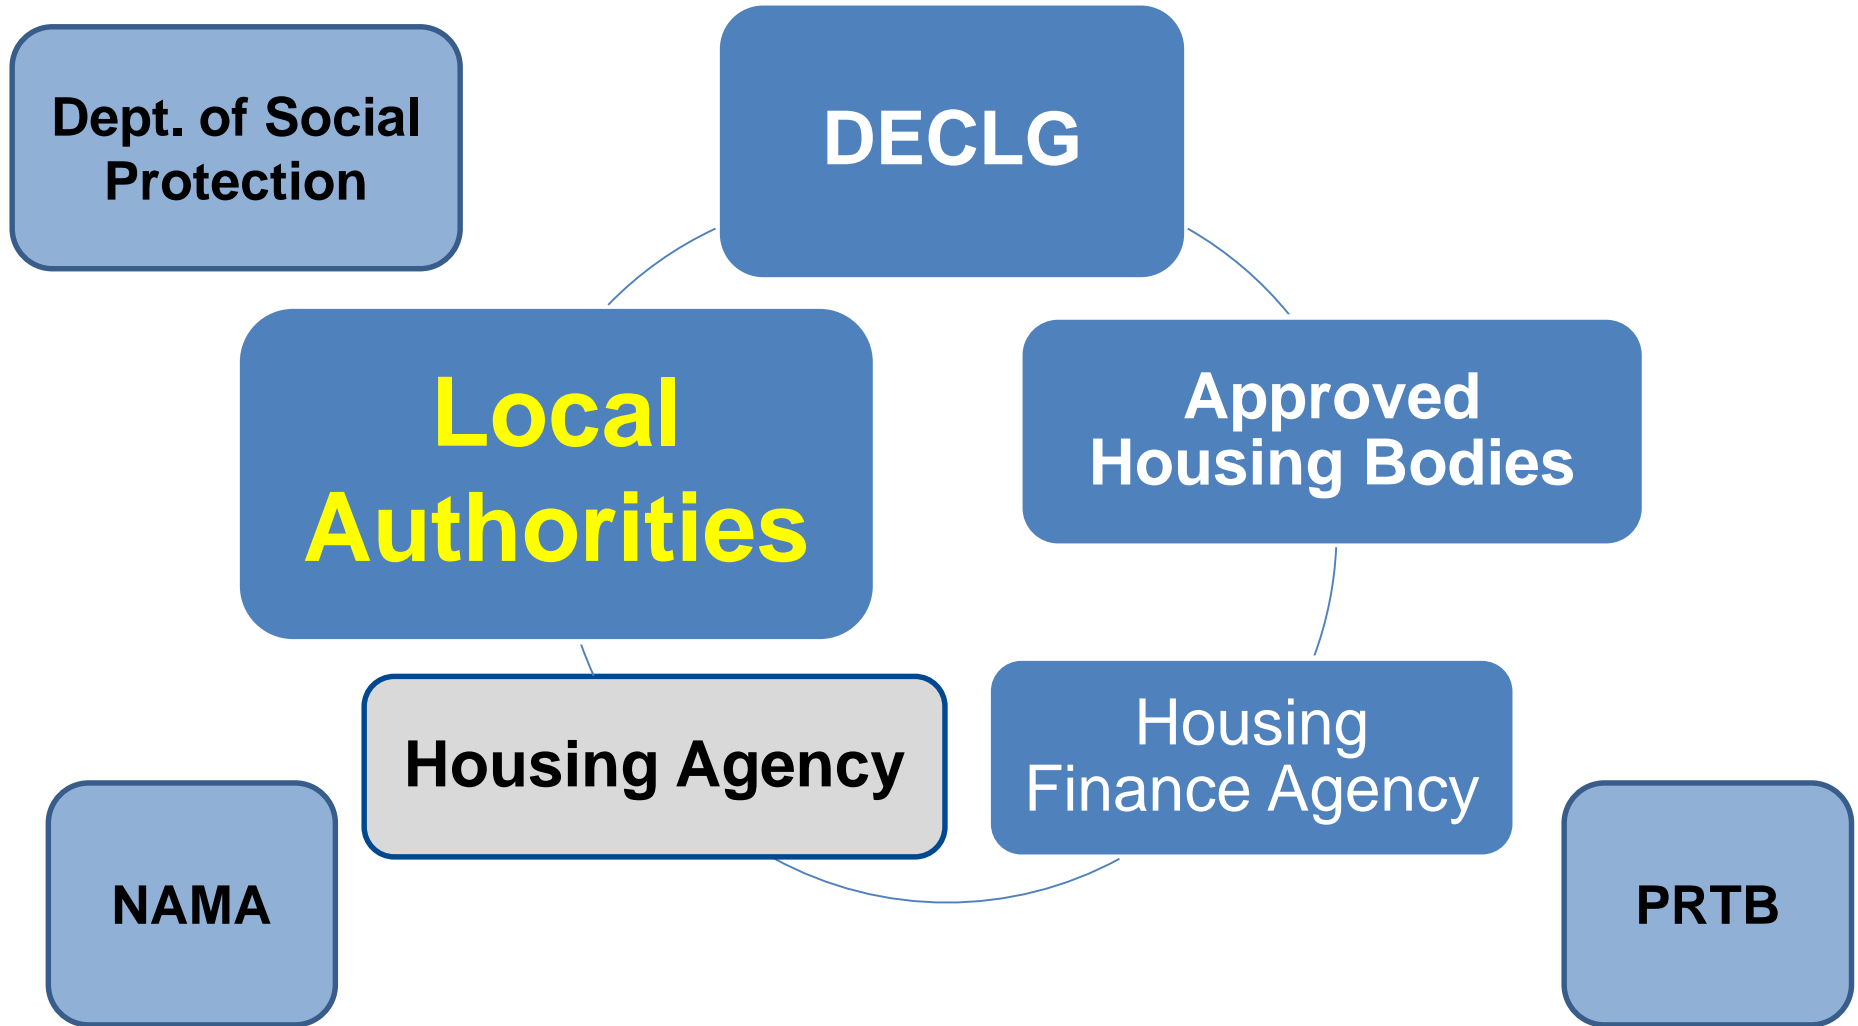 Dept. of Social
Protection
DECLG
Local
Authorities
Approved
Housing Bodies
Housing Agency
Housing
Finance Agency
NAMA
PRTB